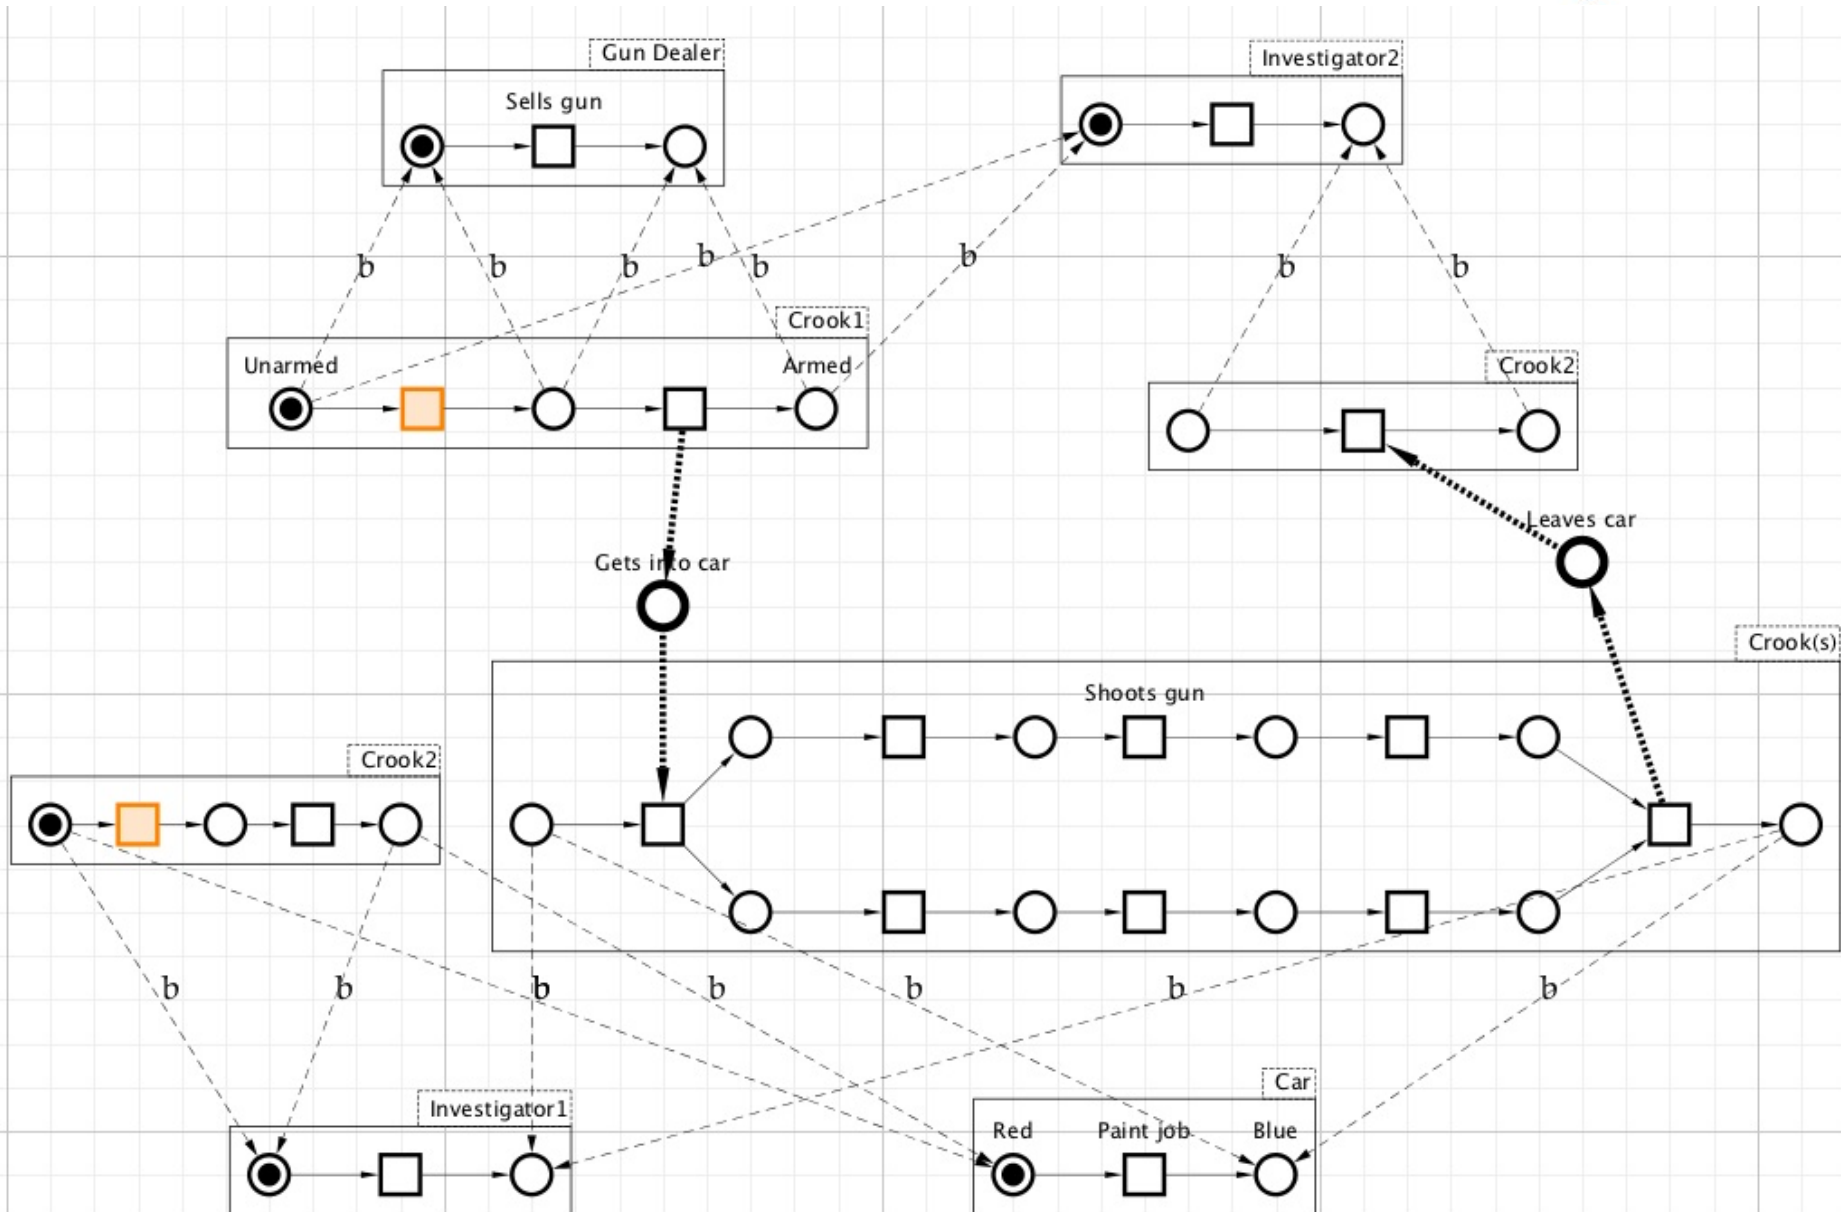 Gun Dealer
Investigator2
Sells gun
b
b
b
b
b
b
b
b
Crook1
Unarmed
Armed
Crook2
Leaves car
Gets into car
Crook(s)
Shoots gun
Crook2
b
b
b
b
b
b
b
Car
Investigator1
Red
Paint job
Blue